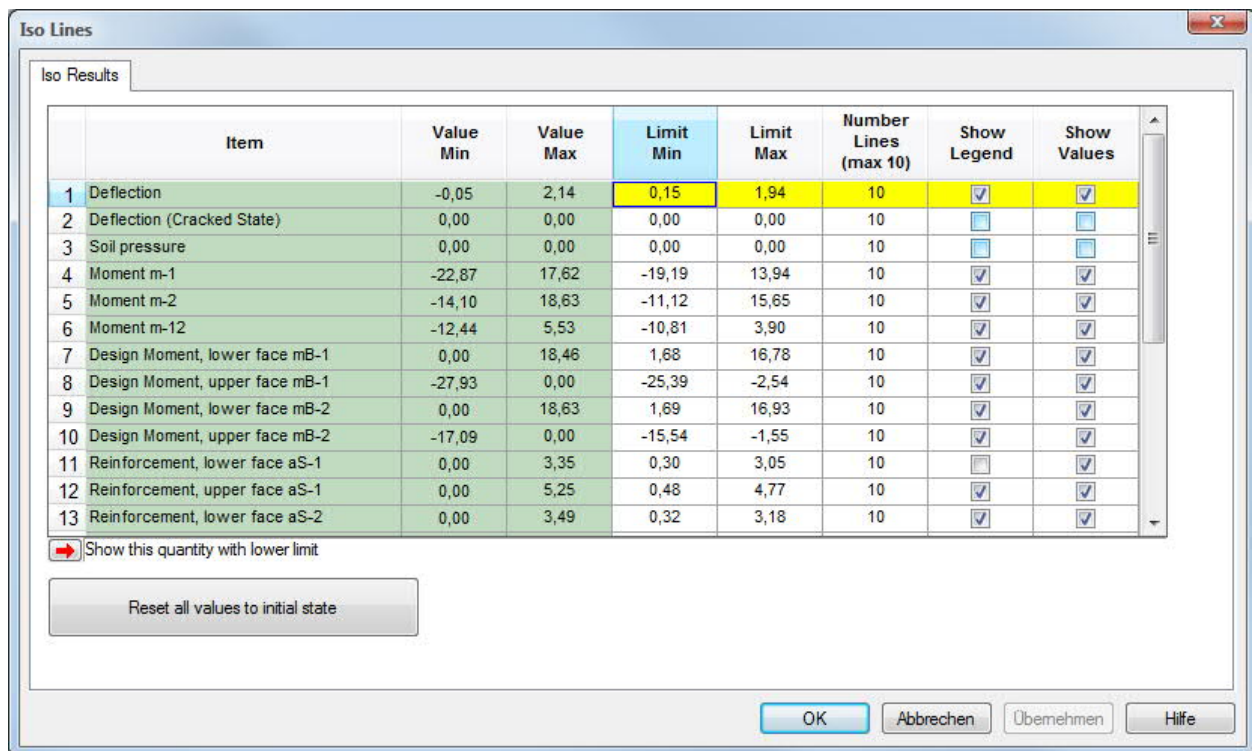 Iso Lines
Iso Results
Item Value Min Value Max Limit Min Limit Max Number Lines (max 10) Show Legend Show Values
1 Deflection -0,05 2,14 0,15 1,94 10
2 Deflection (Cracked State) 0,00 0,00 0,00 0,00 10
3 Soil pressure 0,00 0,00 0,00 0,00 10
4 Moment m-1 -22,87 17,62 -19,19 13,94 10
5 Moment m-2 -14,10 18,63 -11,12 15,65 10
6 Moment m-12 -12,44 5,53 -10,81 3,90 10
7 Design Moment, lower face mB-1 0,00 18,46 1,68 16,78 10
8 Design Moment, upper face mB-1 -27,93 0,00 -25,39 -2,54 10
9 Design Moment, lower face mB-2 0,00 18,63 1,69 16,93 10
10 Design Moment, upper face mB-2 -17,09 0,00 -15,54 -1,55 10
11 Reinforcement, lower face aS-1 0,00 3,35 0,30 3,05 10
12 Reinforcement, upper face aS-1 0,00 5,25 0,48 4,77 10
13 Reinforcement, lower face aS-2 0,00 3,49 0,32 3,18 10
Show this quantity with lower limit
Reset all values to initial state
OK Abbrechen Übernehmen Hilfe